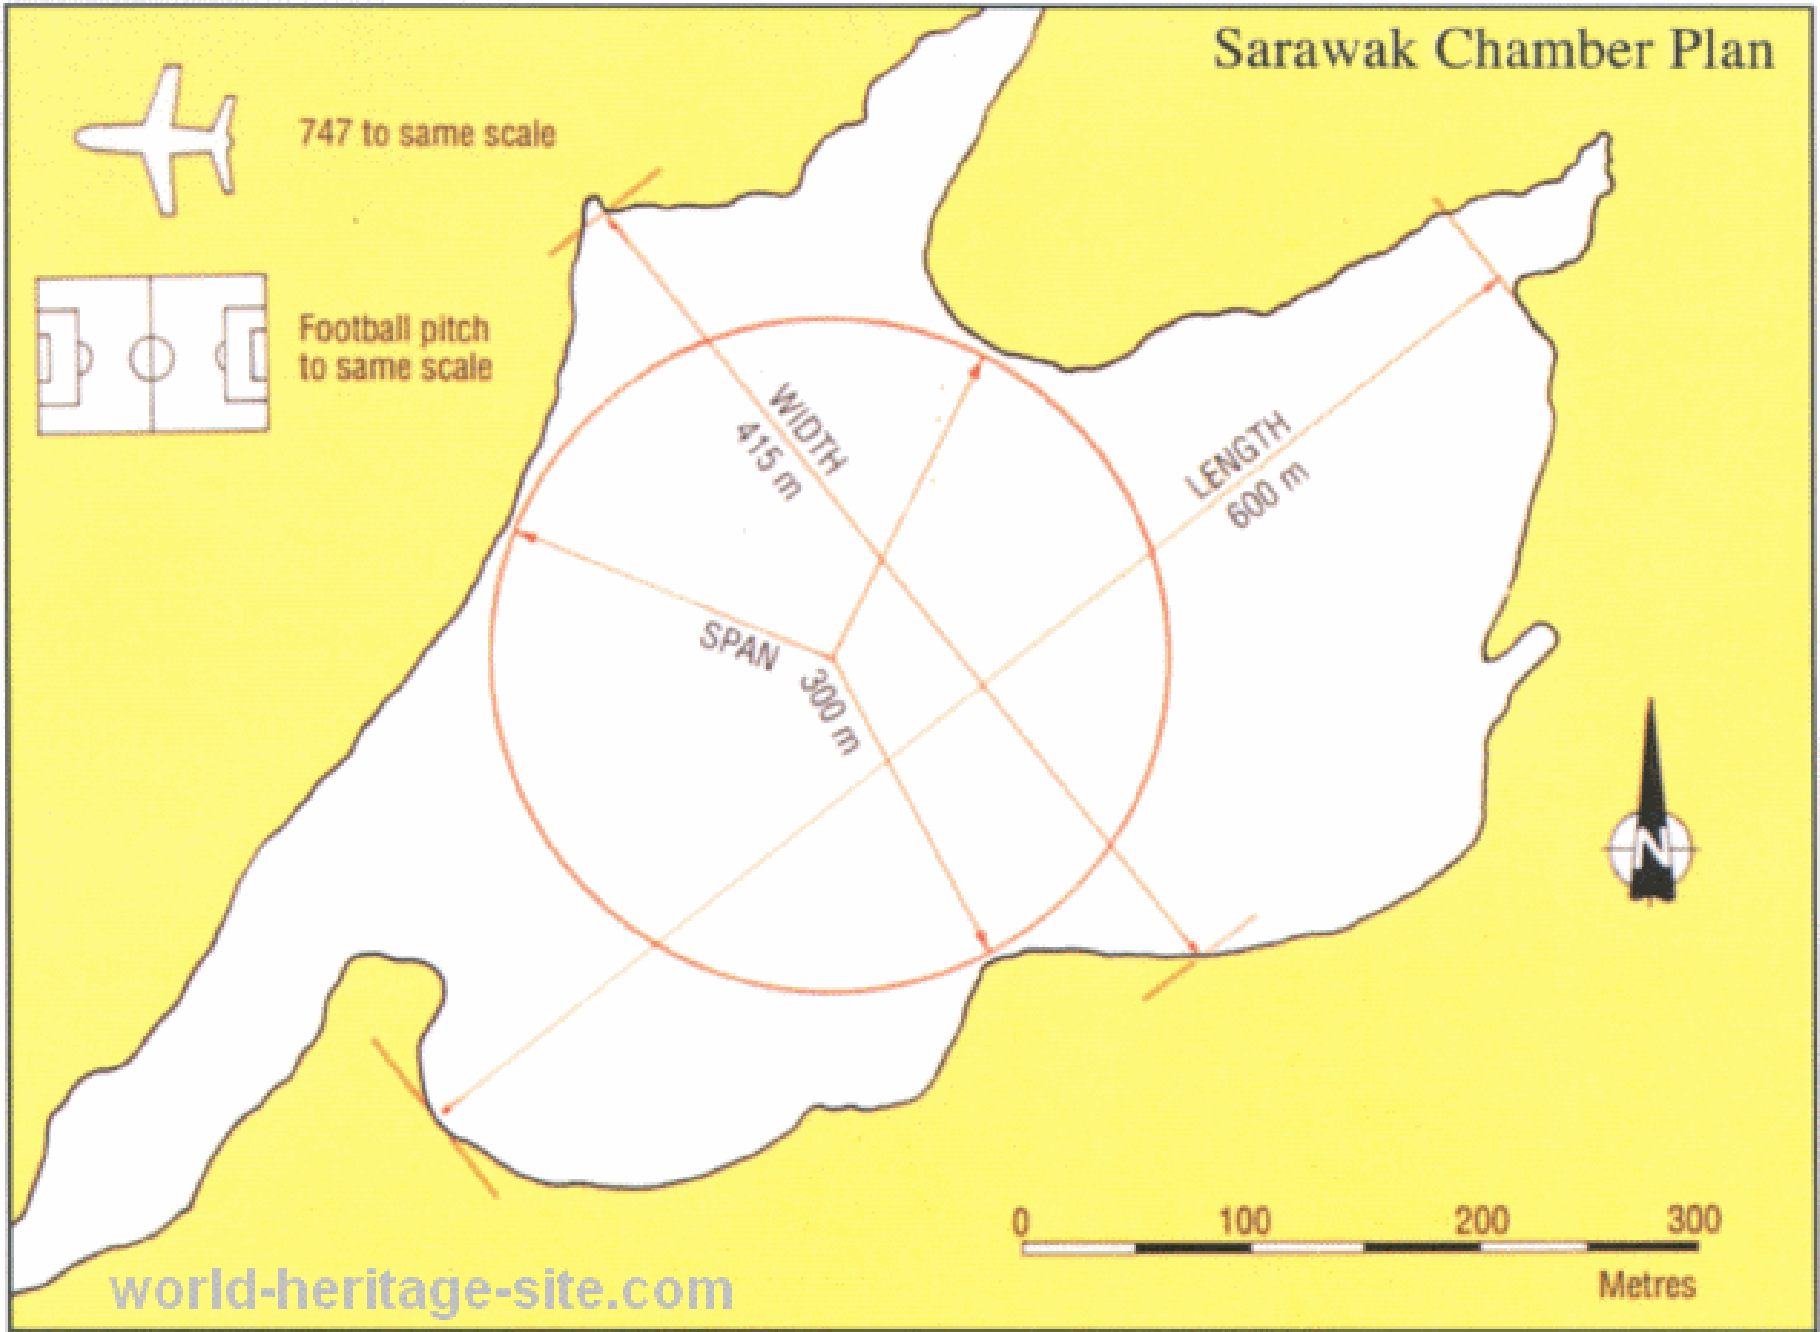 Sarawak Chamber Plan
747 to same scale
Football pitch
to same scale
WIDTH
415 m
LENGTH
600 m
SPAN
300 m
N
0 100 200 300
Metres
world-heritage-site.com